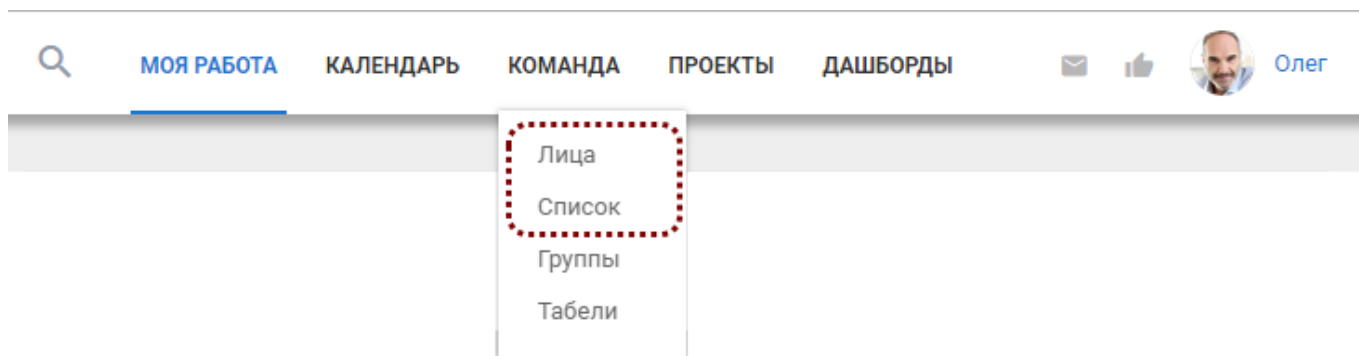 МОЯ РАБОТА КАЛЕНДАРЬ КОМАНДА ПРОЕКТЫ ДАШБОРДЫ Олег
Лица
Список
Группы
Табели